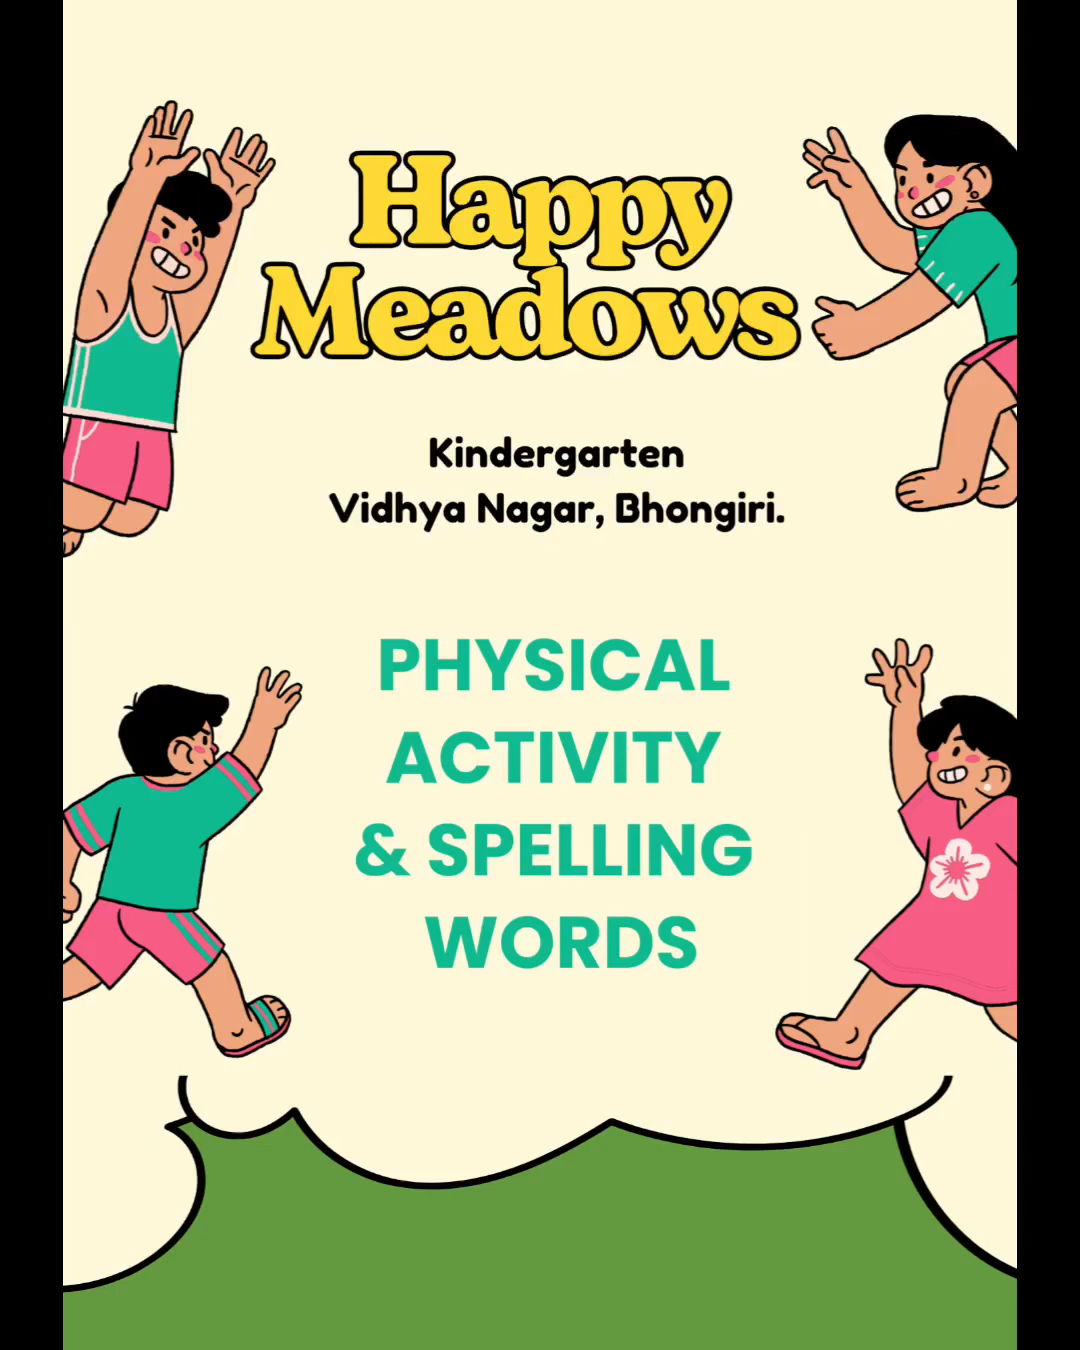 Happy
Meadows
Kindergarten
Vidhya Nagar, Bhongiri.
PHYSICAL
ACTIVITY
& SPELLING
WORDS